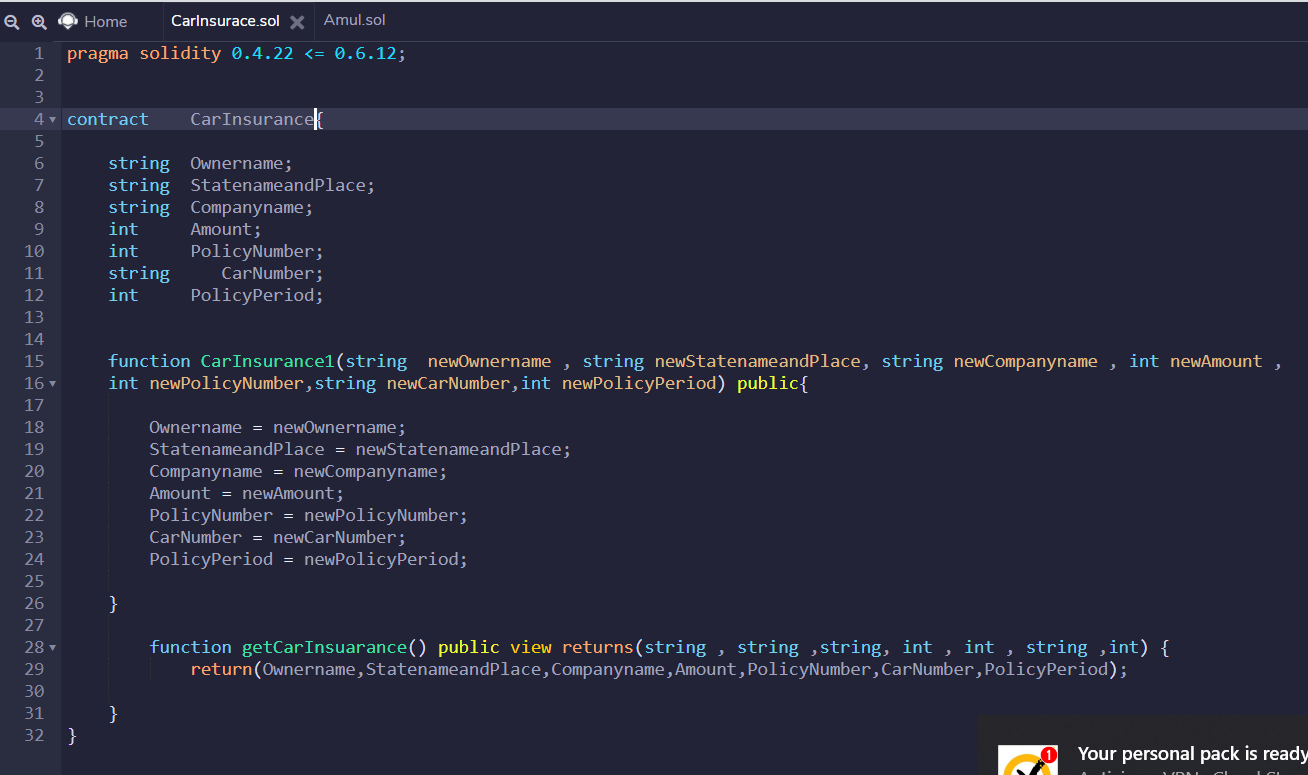 Home CarInsurace.sol Amul.sol
1 pragma solidity 0.4.22 <= 0.6.12;
2
3
4 contract    CarInsurance{
5
6     string  Ownername;
7     string  StatenameandPlace;
8     string  Companyname;
9     int     Amount;
10     int     PolicyNumber;
11     string     CarNumber;
12     int     PolicyPeriod;
13
14
15     function CarInsurance1(string  newOwnername , string newStatenameandPlace, string newCompanyname , int newAmount ,
16     int newPolicyNumber,string newCarNumber,int newPolicyPeriod) public{
17
18         Ownername = newOwnername;
19         StatenameandPlace = newStatenameandPlace;
20         Companyname = newCompanyname;
21         Amount = newAmount;
22         PolicyNumber = newPolicyNumber;
23         CarNumber = newCarNumber;
24         PolicyPeriod = newPolicyPeriod;
25
26     }
27
28         function getCarInsuarance() public view returns(string , string ,string, int , int , string ,int) {
29             return(Ownername,StatenameandPlace,Companyname,Amount,PolicyNumber,CarNumber,PolicyPeriod);
30
31     }
32 }
1 Your personal pack is ready